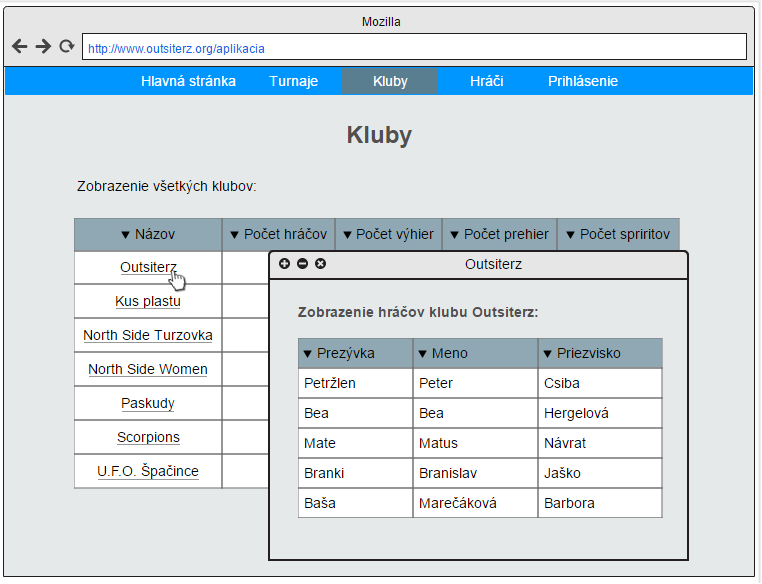 Mozilla
http://www.outsiterz.org/aplikacia
Hlavná stránka Turnaje Kluby Hráči Prihlásenie
Kluby
Zobrazenie všetkých klubov:
▼ Názov ▼ Počet hráčov ▼ Počet výhier ▼ Počet prehier ▼ Počet spriritov
Outsiterz
Kus plastu
North Side Turzovka
North Side Women
Paskudy
Scorpions
U.F.O. Špačince
Outsiterz
Zobrazenie hráčov klubu Outsiterz:
▼ Prezývka ▼ Meno ▼ Priezvisko
Petržlen Peter Csiba
Bea Bea Hergelová
Mate Matus Návrat
Branki Branislav Jaško
Baša Marečáková Barbora